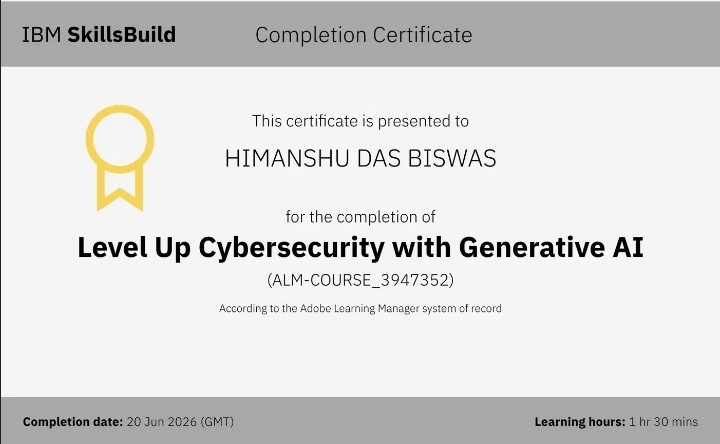 IBM SkillsBuild
Completion Certificate
This certificate is presented to
HIMANSHU DAS BISWAS
for the completion of
Level Up Cybersecurity with Generative AI
(ALM-COURSE_3947352)
According to the Adobe Learning Manager system of record
Completion date: 20 Jun 2026 (GMT)
Learning hours: 1 hr 30 mins